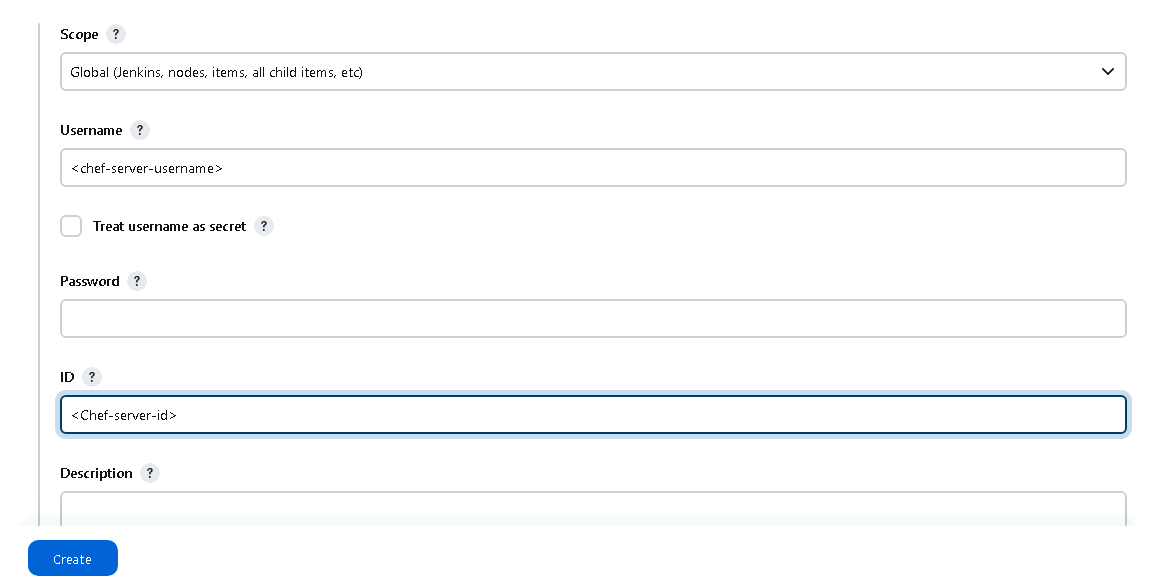 Scope ?
Global (Jenkins, nodes, items, all child items, etc)
Username ?
<chef-server-username>
Treat username as secret ?
Password ?
ID ?
<Chef-server-id>
Description ?
Create